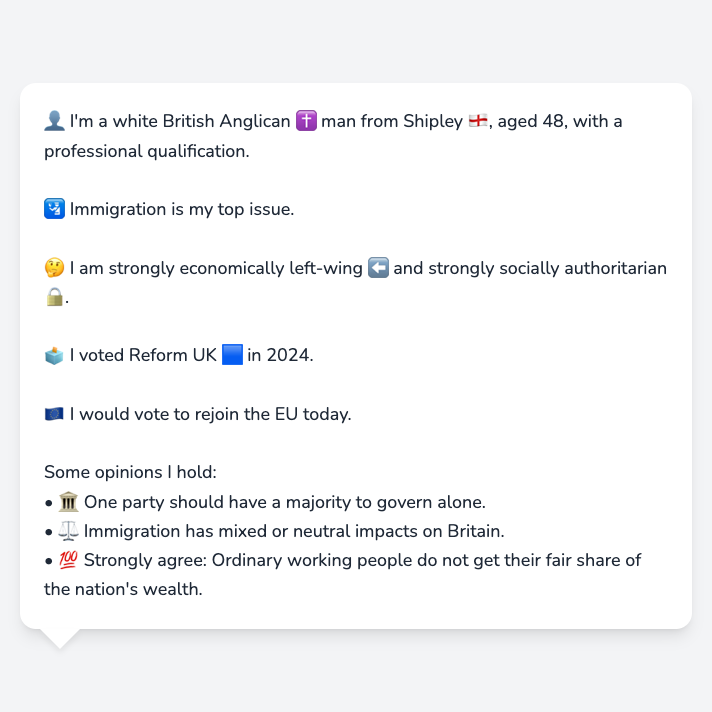 👤 I'm a white British Anglican ✝️ man from Shipley 🏴󠁧󠁢󠁥󠁮󠁧󠁿, aged 48, with a
professional qualification.
🛂 Immigration is my top issue.
🤔 I am strongly economically left-wing ⬅️ and strongly socially authoritarian
🔒.
🗳️ I voted Reform UK 🟦 in 2024.
🇪🇺 I would vote to rejoin the EU today.
Some opinions I hold:
• 🏛️ One party should have a majority to govern alone.
• ⚖️ Immigration has mixed or neutral impacts on Britain.
• 💯 Strongly agree: Ordinary working people do not get their fair share of
the nation's wealth.